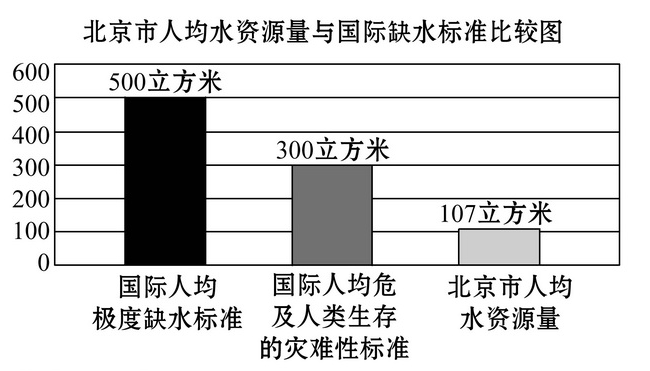 北京市人均水资源量与国际缺水标准比较图
600
500
400
300
200
100
0
500立方米
300立方米
107立方米
国际人均
极度缺水标准
国际人均危
及人类生存
的灾难性标准
北京市人均
水资源量